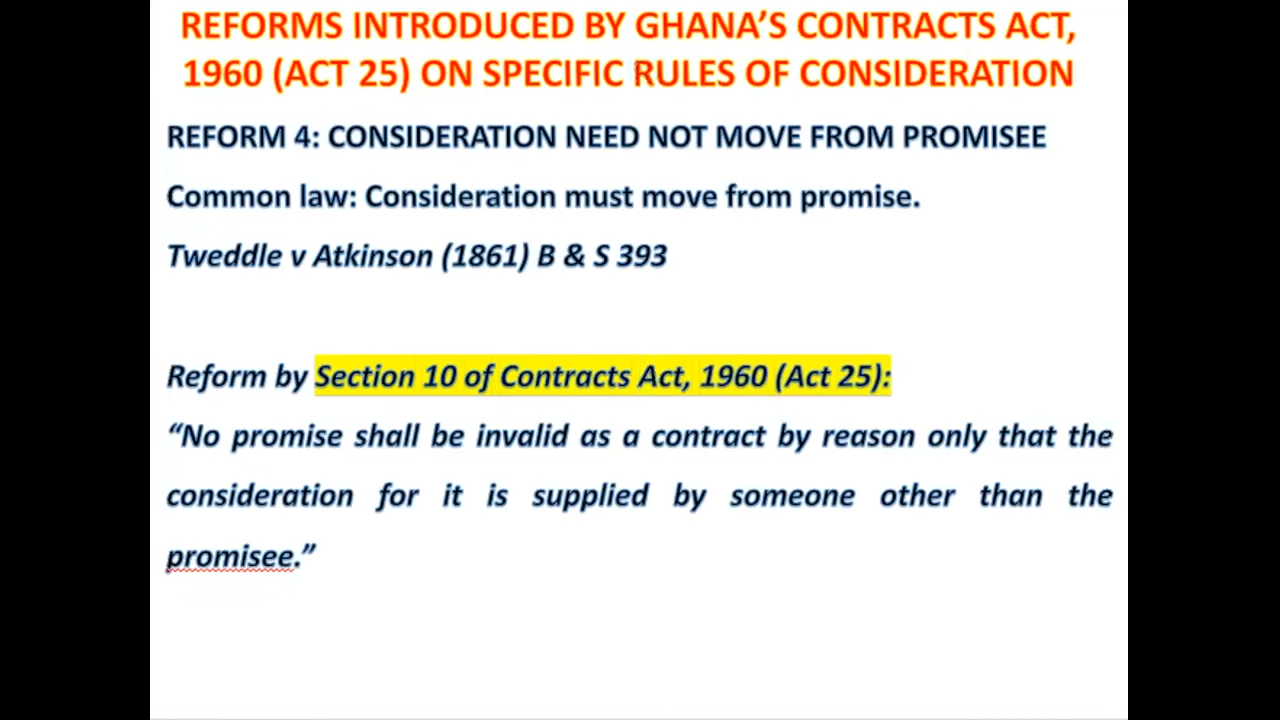 REFORMS INTRODUCED BY GHANA’S CONTRACTS ACT,
1960 (ACT 25) ON SPECIFIC RULES OF CONSIDERATION
REFORM 4: CONSIDERATION NEED NOT MOVE FROM PROMISEE
Common law: Consideration must move from promise.
Tweddle v Atkinson (1861) B & S 393
Reform by Section 10 of Contracts Act, 1960 (Act 25):
“No promise shall be invalid as a contract by reason only that the
consideration for it is supplied by someone other than the
promisee.”